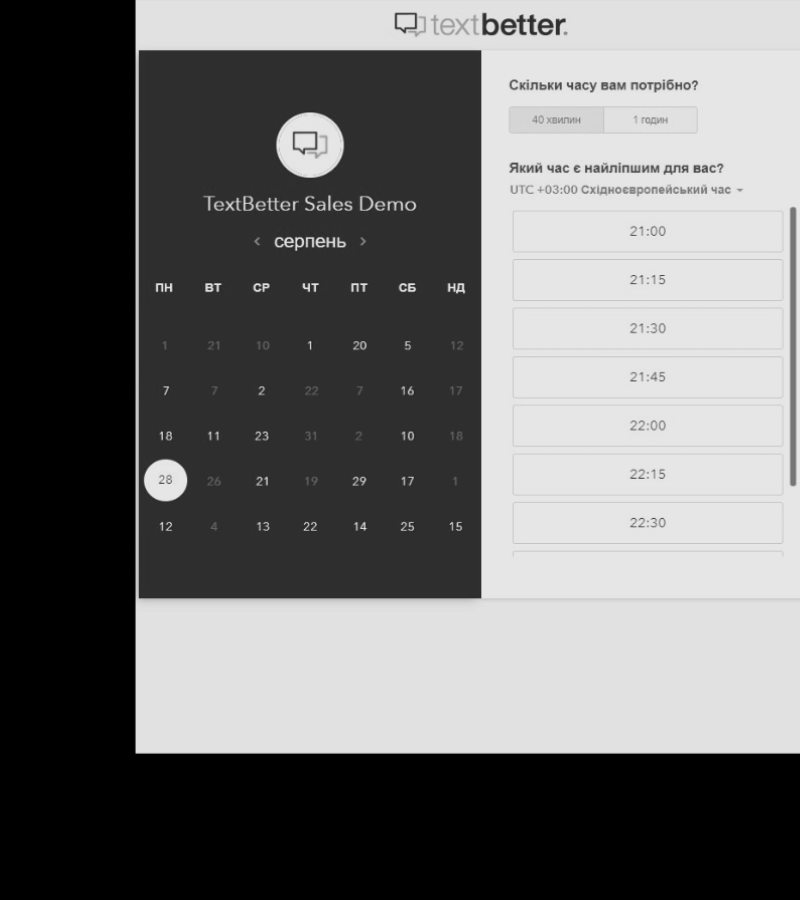 textbetter.
TextBetter Sales Demo
‹ серпень ›
ПН ВТ СР ЧТ ПТ СБ НД
1 21 10 1 20 5 12
7 7 2 22 7 16 17
18 11 23 31 2 10 18
28 26 21 19 29 17 1
12 4 13 22 14 25 15
Скільки часу вам потрібно?
40 хвилин 1 годин
Який час є найліпшим для вас?
UTC +03:00 Східноєвропейський час
21:00
21:15
21:30
21:45
22:00
22:15
22:30